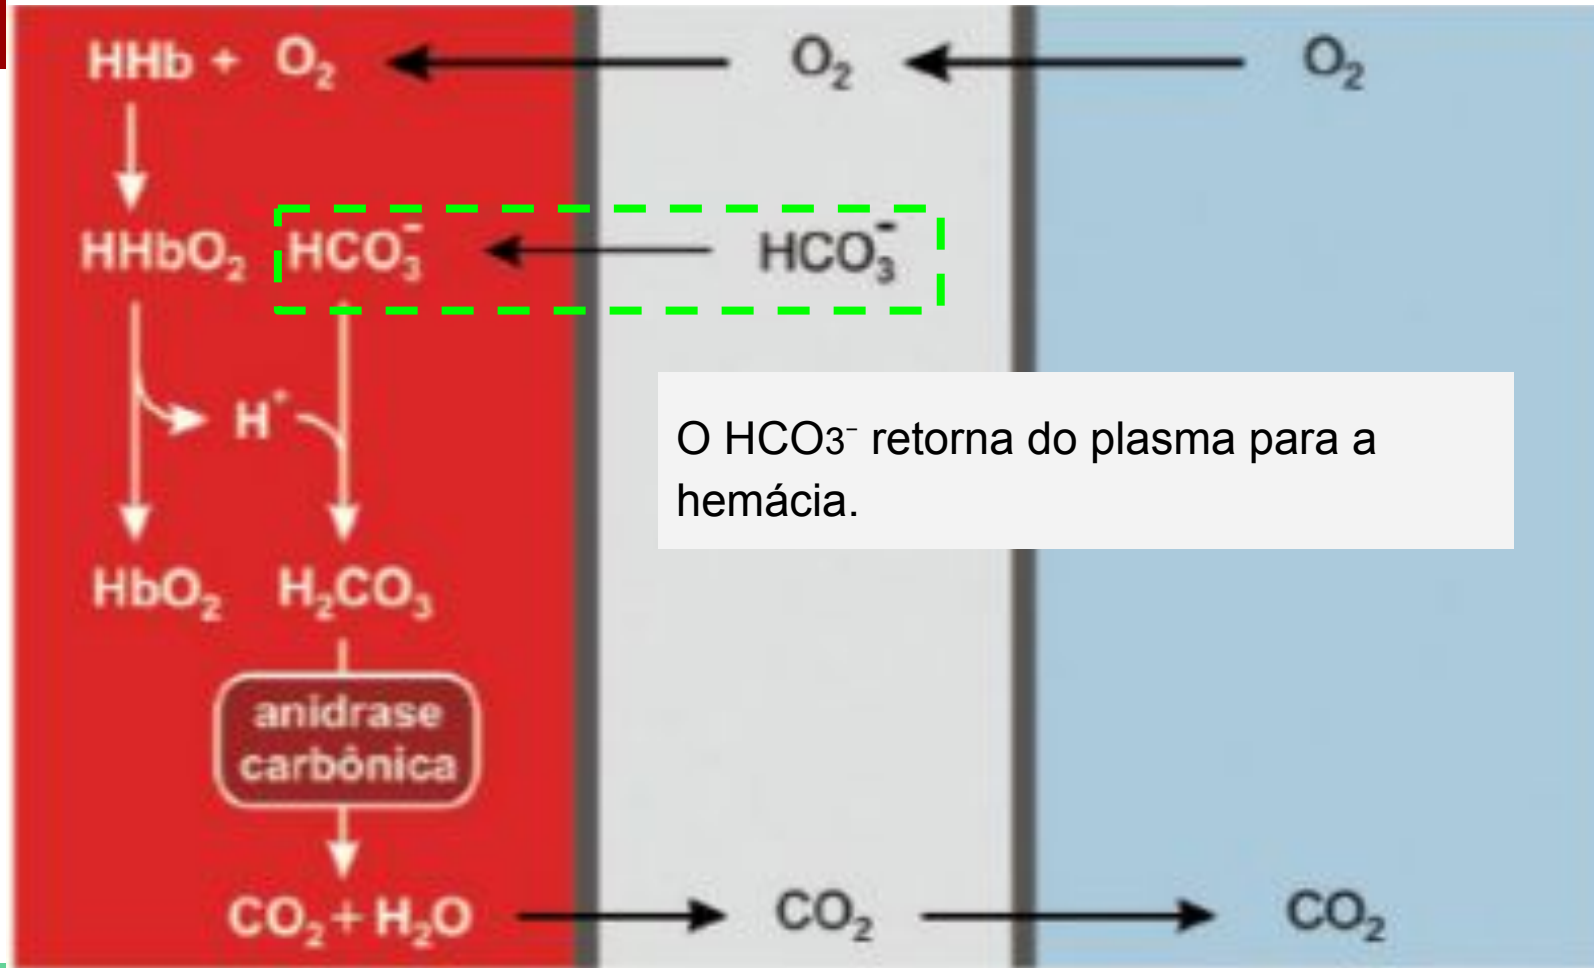 HHb + O₂ O₂ O₂
HHbO₂ HCO₃⁻ HCO₃⁻
H⁺
O HCO3⁻ retorna do plasma para a
hemácia.
HbO₂ H₂CO₃
anidrase
carbônica
CO₂ + H₂O CO₂ CO₂